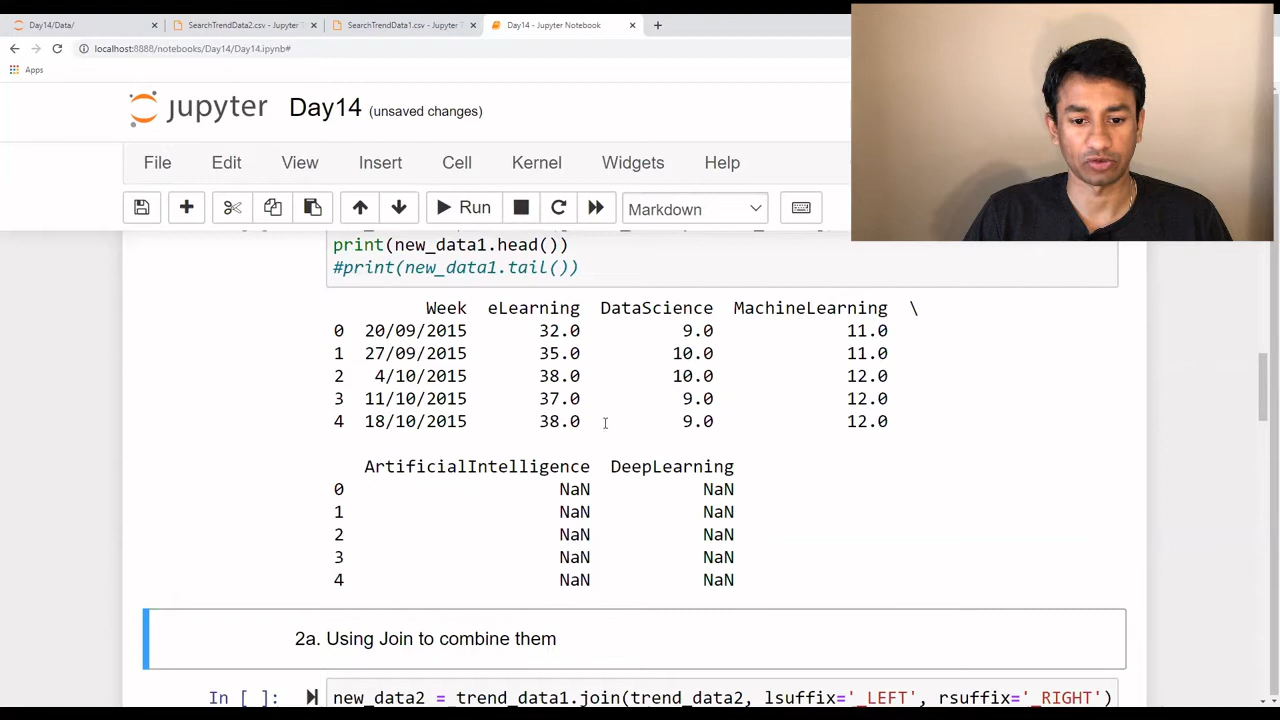 Day14/Data/
SearchTrendData2.csv - Jupyter T
SearchTrendData1.csv - Jupyter T
Day14 - Jupyter Notebook
localhost:8888/notebooks/Day14/Day14.ipynb#
Apps
jupyter Day14 (unsaved changes)
File Edit View Insert Cell Kernel Widgets Help
Run Markdown
print(new_data1.head())
#print(new_data1.tail())
Week eLearning DataScience MachineLearning \
0 20/09/2015 32.0 9.0 11.0
1 27/09/2015 35.0 10.0 11.0
2 4/10/2015 38.0 10.0 12.0
3 11/10/2015 37.0 9.0 12.0
4 18/10/2015 38.0 9.0 12.0
ArtificialIntelligence DeepLearning
0 NaN NaN
1 NaN NaN
2 NaN NaN
3 NaN NaN
4 NaN NaN
2a. Using Join to combine them
In [ ]: new_data2 = trend_data1.join(trend_data2, lsuffix='_LEFT', rsuffix='_RIGHT')